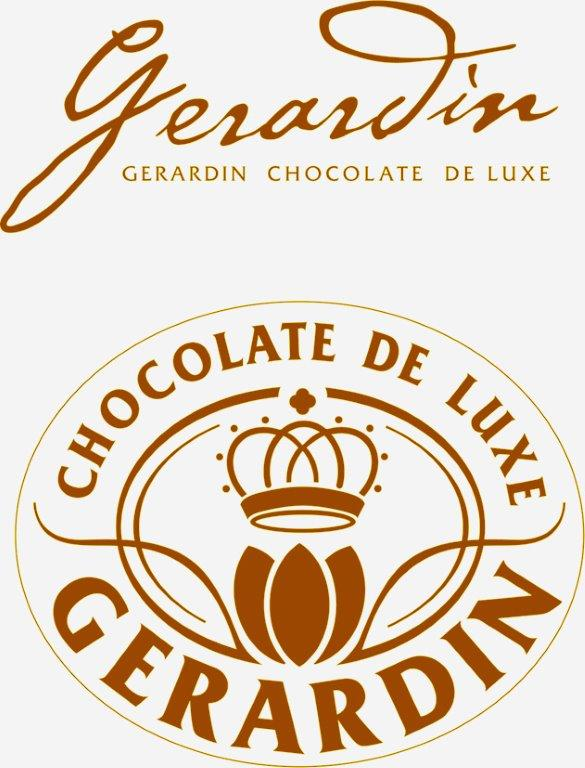 Gerardin
GERARDIN CHOCOLATE DE LUXE
CHOCOLATE DE LUXE
GERARDIN